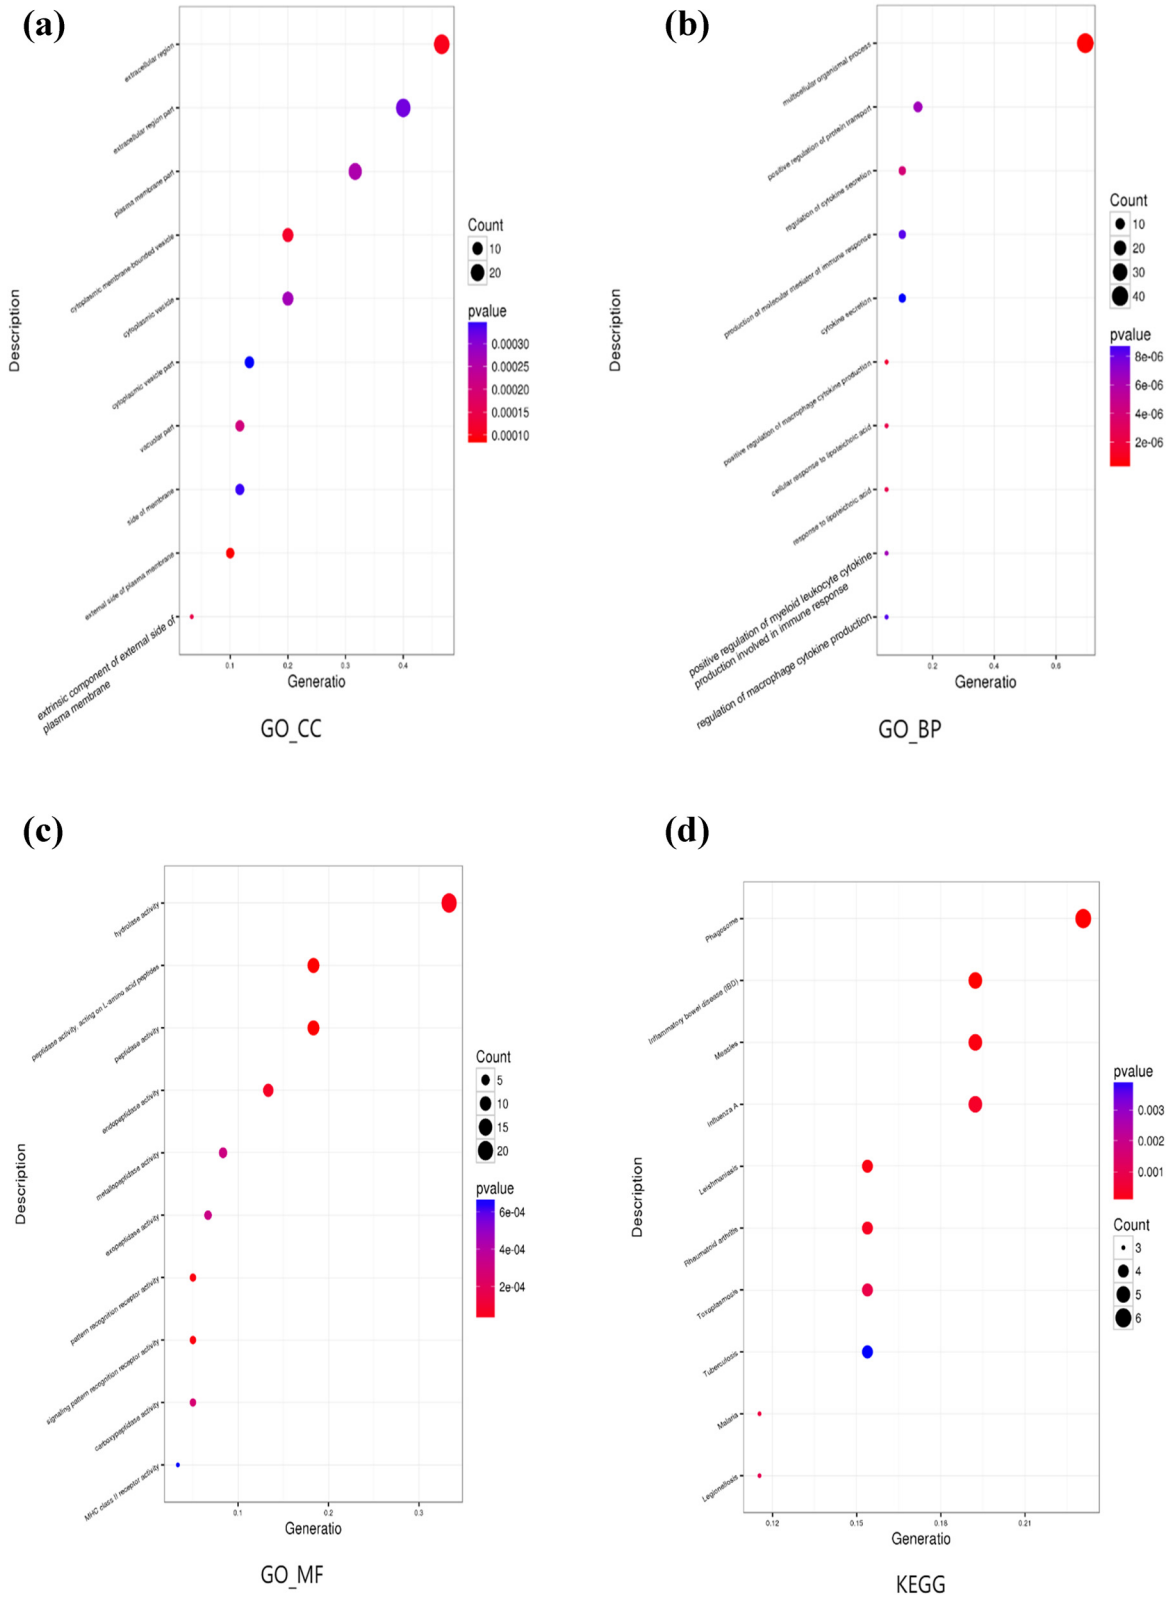 (a)
extracellular region
extracellular region part
plasma membrane part
cytoplasmic membrane-bounded vesicle
cytoplasmic vesicle
cytoplasmic vesicle part
vacuolar part
side of membrane
external side of plasma membrane
extrinsic component of external side of
plasma membrane
Description
0.1
0.2
0.3
0.4
Generatio
Count
10
20
pvalue
0.00030
0.00025
0.00020
0.00015
0.00010
GO_CC
(b)
multicellular organismal process
positive regulation of protein transport
regulation of cytokine secretion
production of molecular mediator of immune response
cytokine secretion
positive regulation of macrophage cytokine production
cellular response to lipoteichoic acid
response to lipoteichoic acid
positive regulation of myeloid leukocyte cytokine
production involved in immune response
regulation of macrophage cytokine production
Description
0.2
0.4
0.6
Generatio
Count
10
20
30
40
pvalue
8e-06
6e-06
4e-06
2e-06
GO_BP
(c)
hydrolase activity
peptidase activity, acting on L-amino acid peptides
peptidase activity
endopeptidase activity
metallopeptidase activity
exopeptidase activity
pattern recognition receptor activity
signaling pattern recognition receptor activity
carboxypeptidase activity
MHC class II receptor activity
Description
0.1
0.2
0.3
Generatio
Count
5
10
15
20
pvalue
6e-04
4e-04
2e-04
GO_MF
(d)
Phagosome
Inflammatory bowel disease (IBD)
Measles
Influenza A
Leishmaniasis
Rheumatoid arthritis
Toxoplasmosis
Tuberculosis
Malaria
Legionellosis
Description
0.12
0.15
0.18
0.21
Generatio
pvalue
0.003
0.002
0.001
Count
3
4
5
6
KEGG